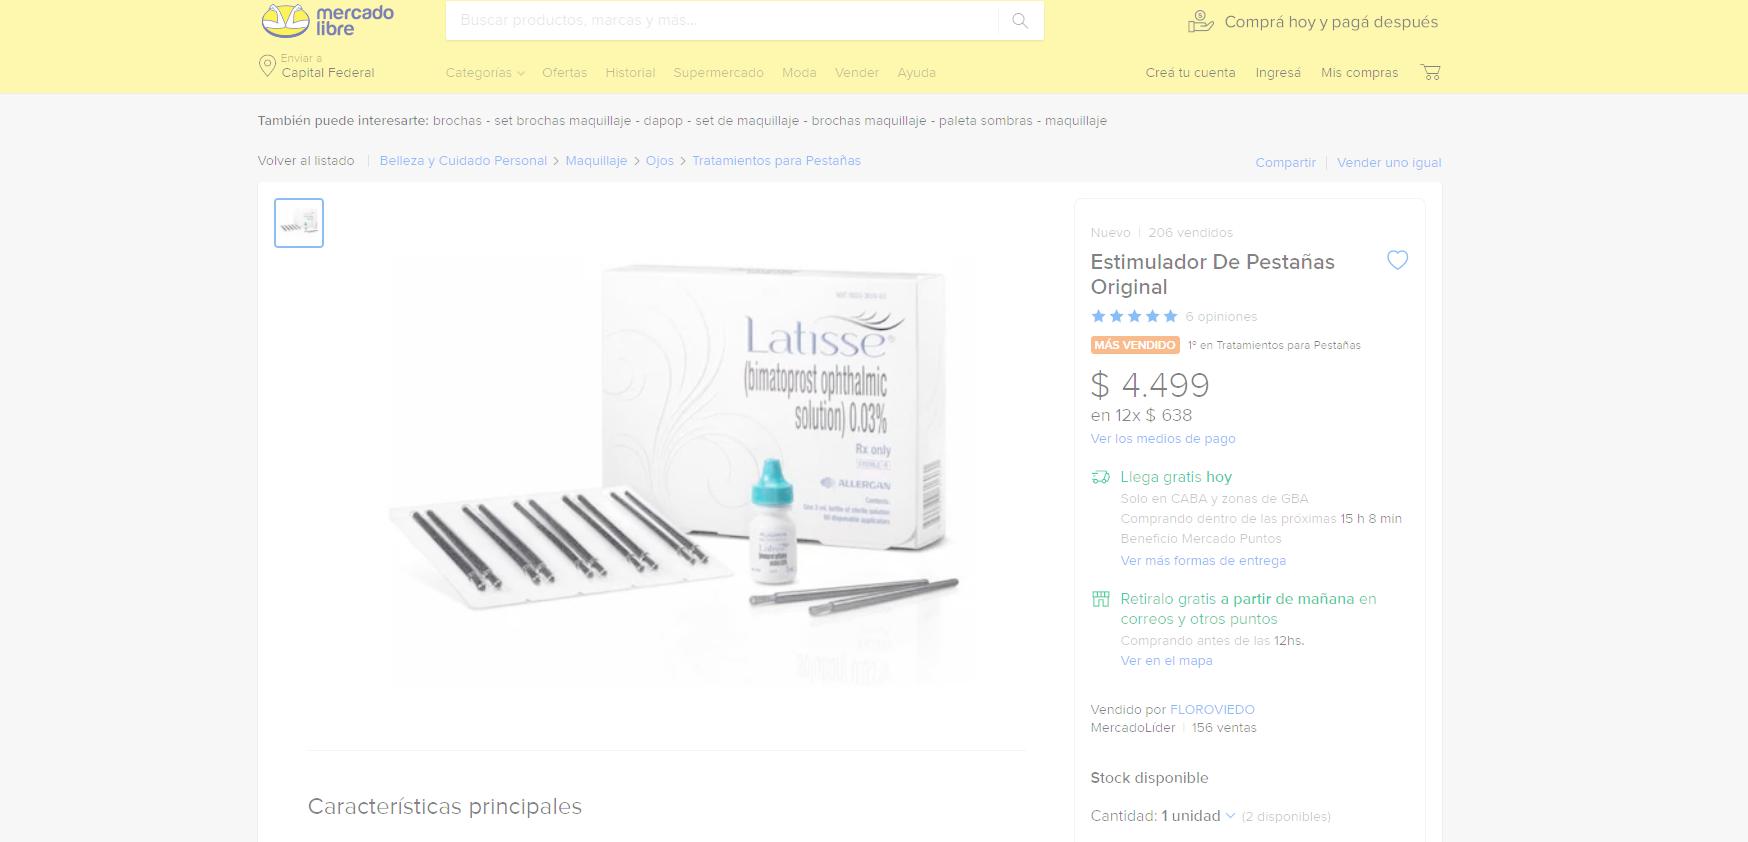 mercado
libre
Buscar productos, marcas y más...
Comprá hoy y pagá después
Enviar a
Capital Federal
Categorías Ofertas Historial Supermercado Moda Vender Ayuda
Creá tu cuenta Ingresá Mis compras
También puede interesarte: brochas - set brochas maquillaje - dapop - set de maquillaje - brochas maquillaje - paleta sombras - maquillaje
Volver al listado | Belleza y Cuidado Personal > Maquillaje > Ojos > Tratamientos para Pestañas
Compartir | Vender uno igual
Latisse®
(bimatoprost ophthalmic
solution) 0.03%
Rx only
ALLERGAN
Latisse
Nuevo | 206 vendidos
Estimulador De Pestañas
Original
6 opiniones
MÁS VENDIDO 1º en Tratamientos para Pestañas
$ 4.499
en 12x $ 638
Ver los medios de pago
Llega gratis hoy
Solo en CABA y zonas de GBA
Comprando dentro de las próximas 15 h 8 min
Beneficio Mercado Puntos
Ver más formas de entrega
Retiralo gratis a partir de mañana en
correos y otros puntos
Comprando antes de las 12hs.
Ver en el mapa
Vendido por FLOROVIEDO
MercadoLíder | 156 ventas
Stock disponible
Cantidad: 1 unidad (2 disponibles)
Características principales